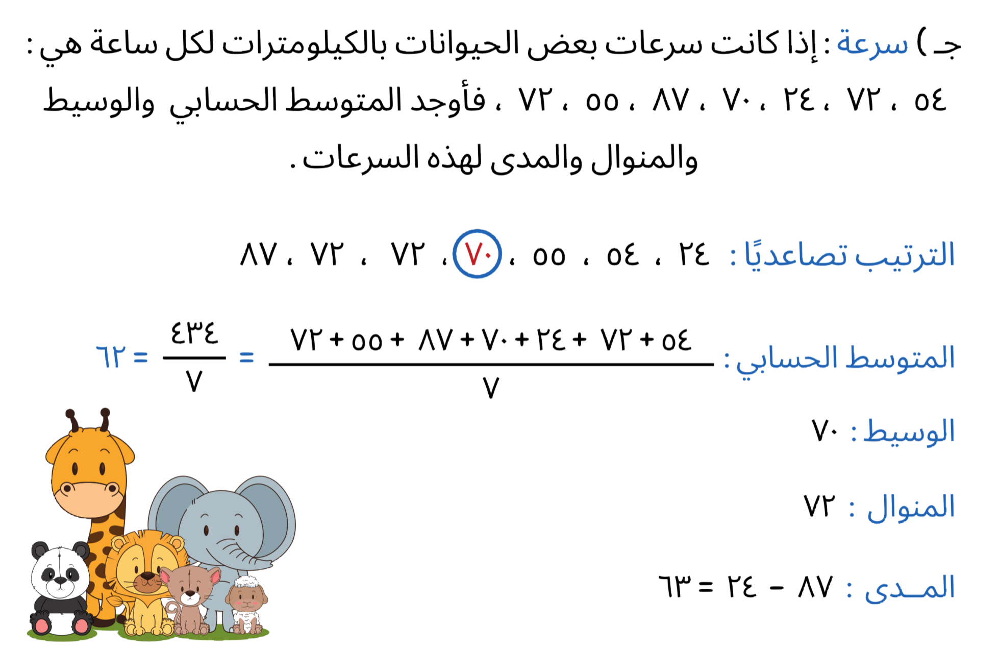 جـ ) سرعة : إذا كانت سرعات بعض الحيوانات بالكيلومترات لكل ساعة هي :
٥٤ ، ٧٢ ، ٢٤ ، ٧٠ ، ٨٧ ، ٥٥ ، ٧٢ ، فأوجد المتوسط الحسابي والوسيط
والمنوال والمدى لهذه السرعات .
الترتيب تصاعديًا : ٢٤ ، ٥٤ ، ٥٥ ، ٧٠ ، ٧٢ ، ٧٢ ، ٨٧
٥٤ + ٧٢ + ٢٤ + ٧٠ + ٨٧ + ٥٥ + ٧٢ ٤٣٤
المتوسط الحسابي : = = ٦٢
٧ ٧
الوسيط : ٧٠
المنوال : ٧٢
المــدى : ٨٧ - ٢٤ = ٦٣